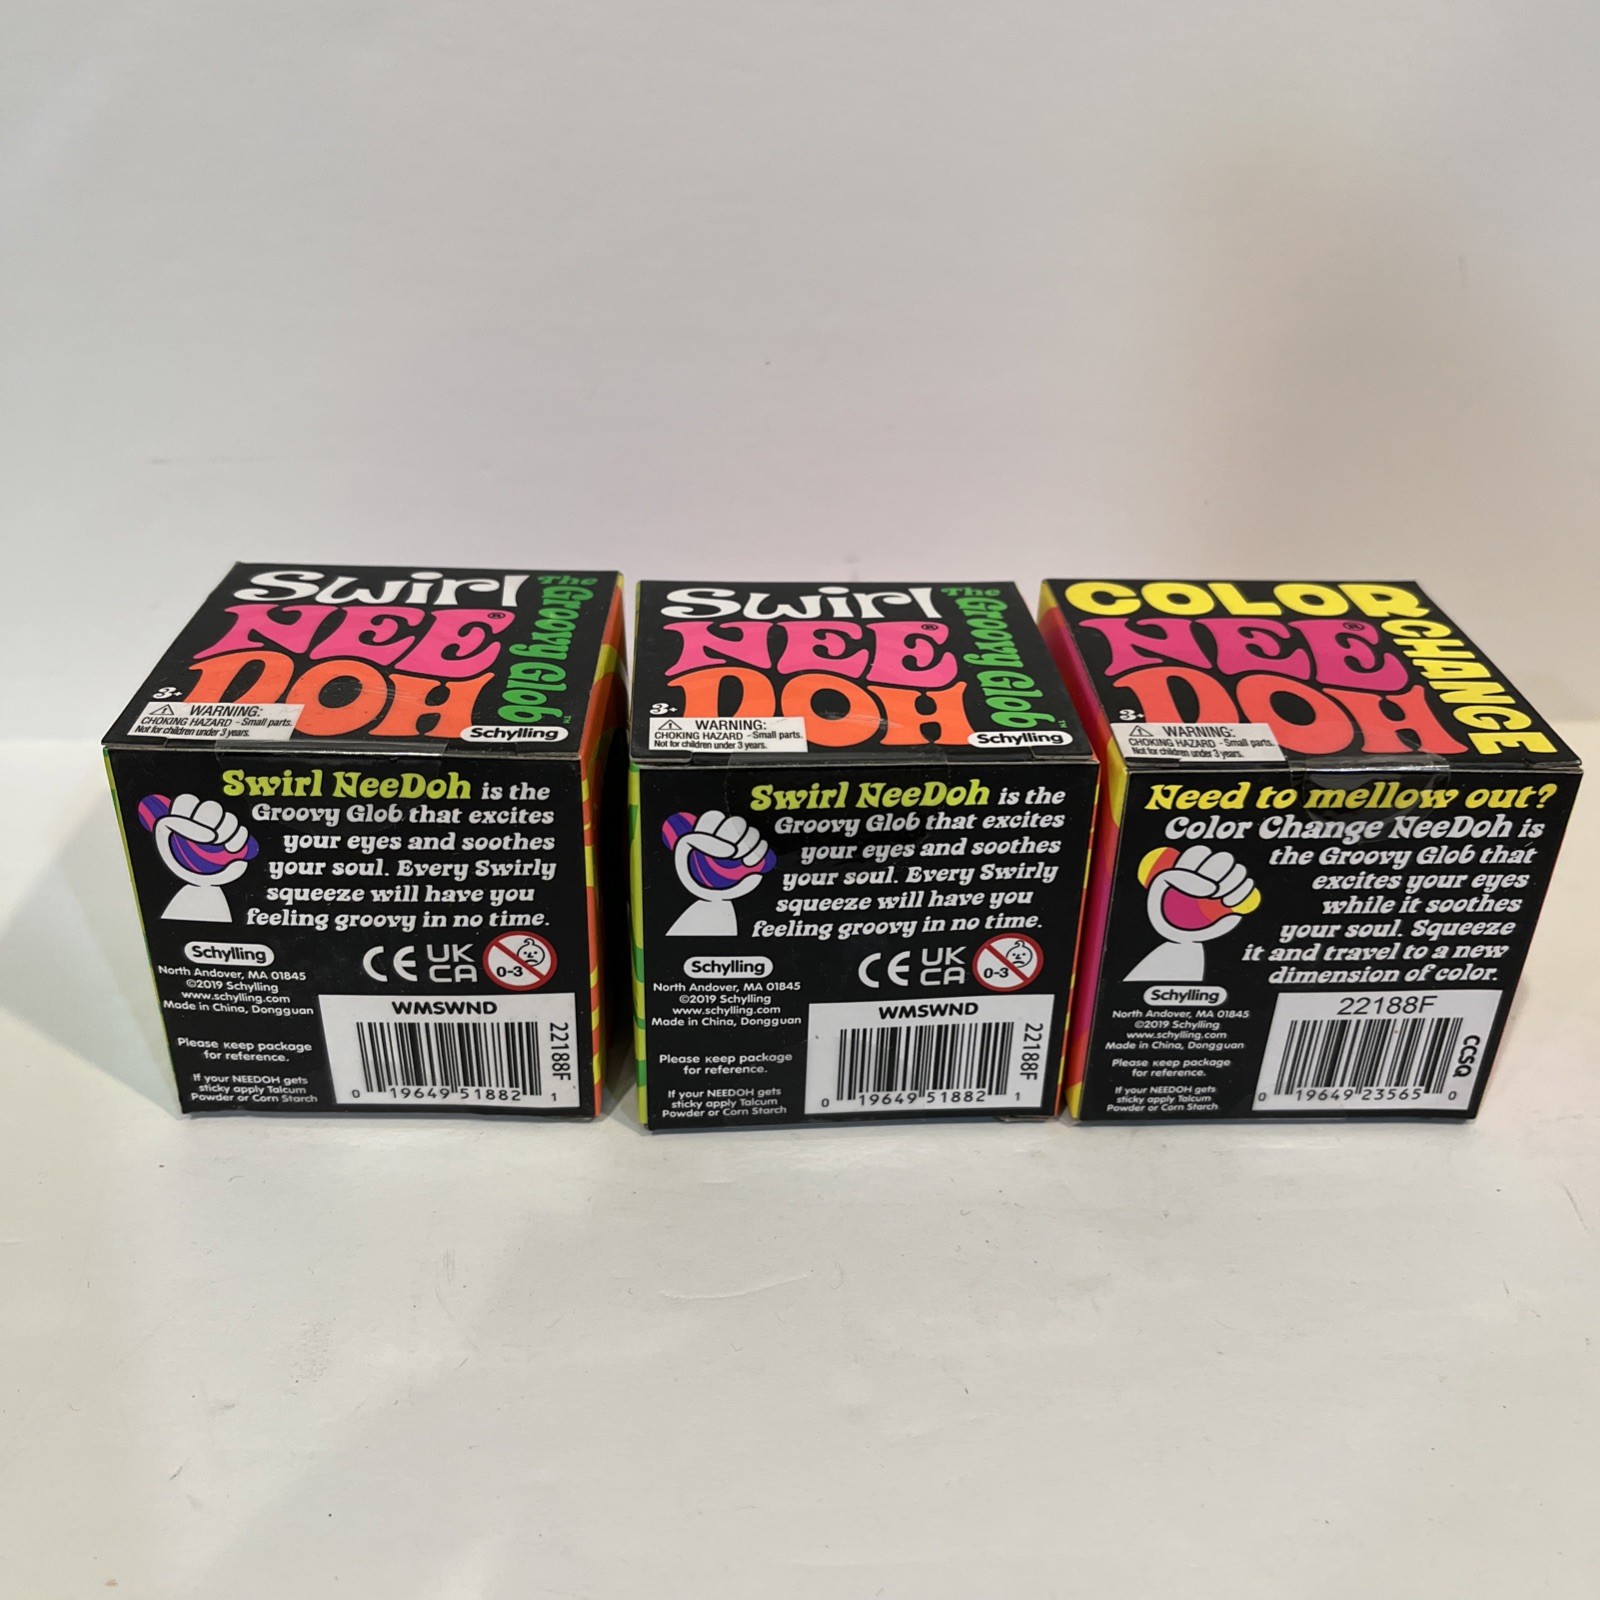 Swirl
NEE®
DOH
The Groovy Glob™
3+
WARNING:
CHOKING HAZARD - Small parts.
Not for children under 3 years.
Schylling
Swirl NeeDoh is the
Groovy Glob that excites
your eyes and soothes
your soul. Every Swirly
squeeze will have you
feeling groovy in no time.
Schylling
North Andover, MA 01845
©2019 Schylling
www.schylling.com
Made in China, Dongguan
Please Keep package
for reference.
If your NEEDOH gets
sticky apply Talcum
Powder or Corn Starch
CE
UK
CA
0-3
WMSWND
22188F
0 19649 51882 1
Swirl
NEE®
DOH
The Groovy Glob™
3+
WARNING:
CHOKING HAZARD - Small parts.
Not for children under 3 years.
Schylling
Swirl NeeDoh is the
Groovy Glob that excites
your eyes and soothes
your soul. Every Swirly
squeeze will have you
feeling groovy in no time.
Schylling
North Andover, MA 01845
©2019 Schylling
www.schylling.com
Made in China, Dongguan
Please Keep package
for reference.
If your NEEDOH gets
sticky apply Talcum
Powder or Corn Starch
CE
UK
CA
0-3
WMSWND
22188F
0 19649 51882 1
COLOR
CHANGE
NEE®
DOH
3+
WARNING:
CHOKING HAZARD - Small parts.
Not for children under 3 years.
Need to mellow out?
Color Change NeeDoh is
the Groovy Glob that
excites your eyes
while it soothes
your soul. Squeeze
it and travel to a new
dimension of color.
Schylling
North Andover, MA 01845
©2019 Schylling
www.schylling.com
Made in China, Dongguan
Please Keep package
for reference.
If your NEEDOH gets
sticky apply Talcum
Powder or Corn Starch
22188F
CCSQ
0 19649 23565 0